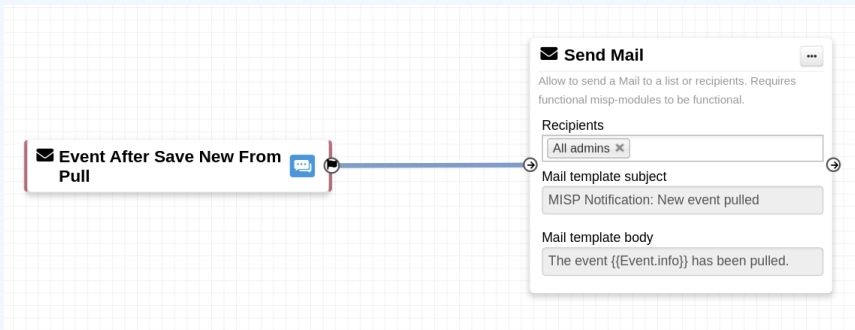 Event After Save New From
Pull
Send Mail
Allow to send a Mail to a list or recipients. Requires
functional misp-modules to be functional.
Recipients
All admins
Mail template subject
MISP Notification: New event pulled
Mail template body
The event {{Event.info}} has been pulled.